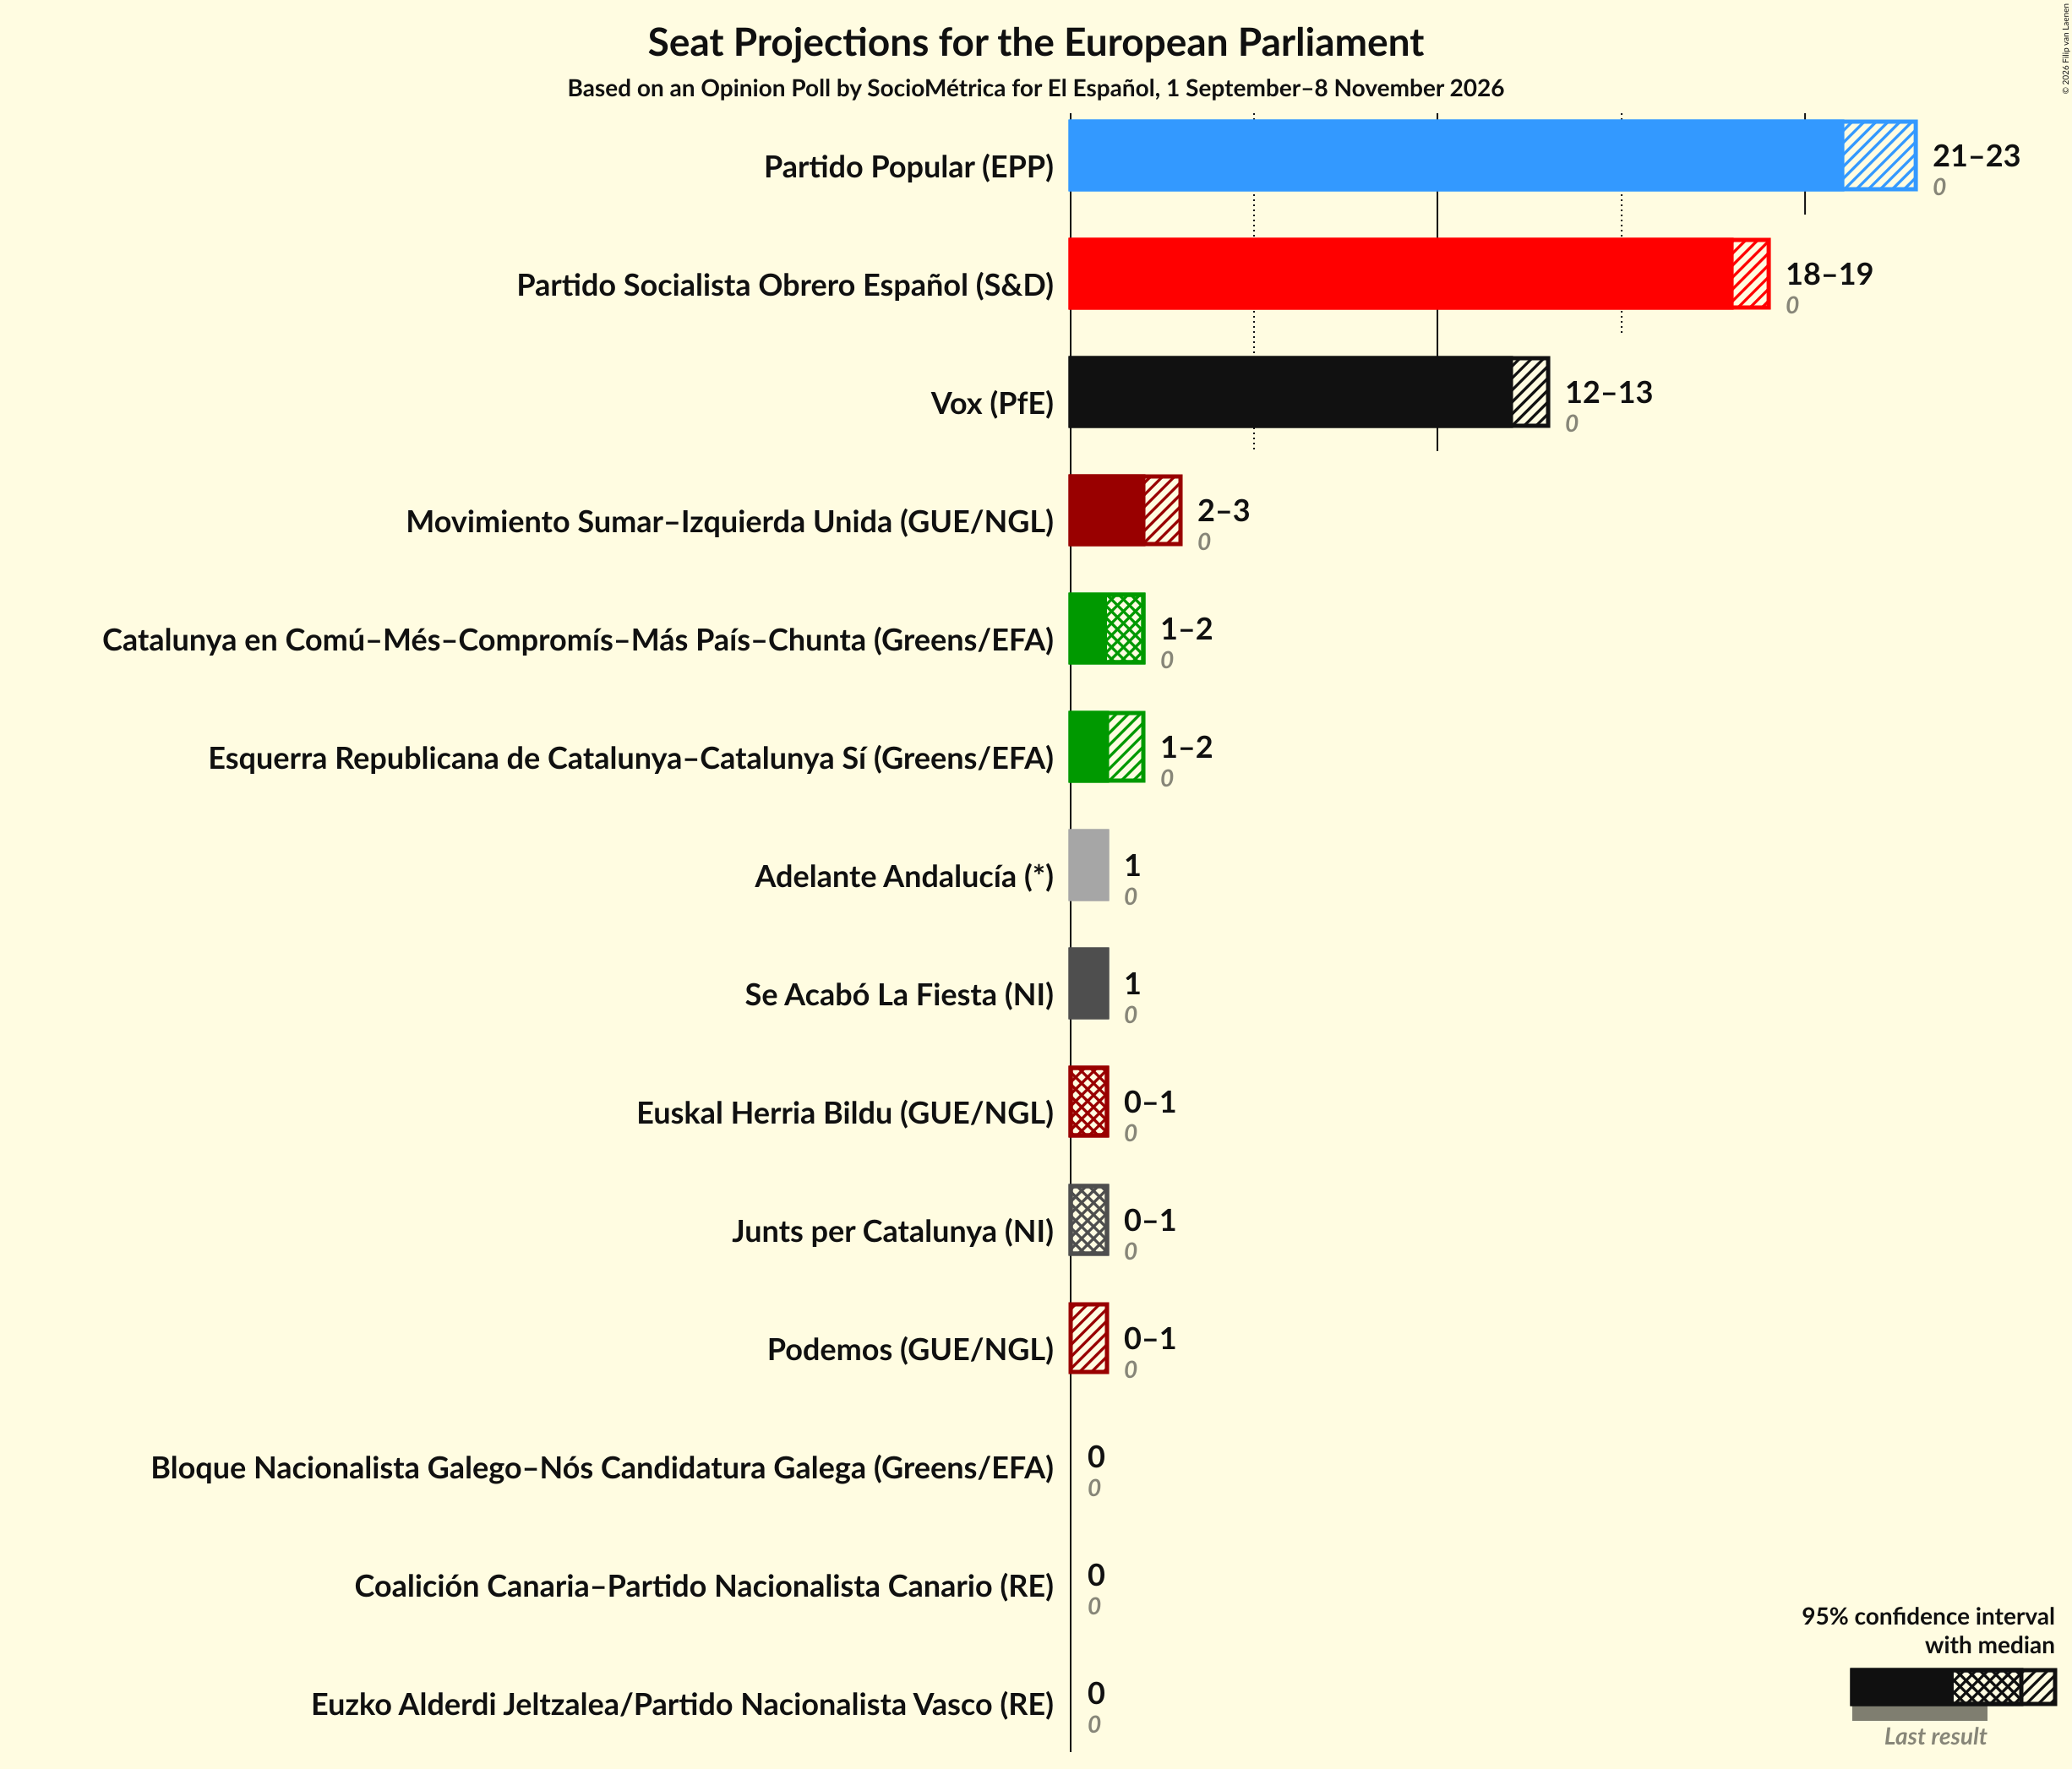 Seat Projections for the European Parliament
Based on an Opinion Poll by SocioMétrica for El Español, 1 September–8 November 2026
© 2026 Filip van Laenen
Partido Popular (EPP)
21–23
0
Partido Socialista Obrero Español (S&D)
18–19
0
Vox (PfE)
12–13
0
Movimiento Sumar–Izquierda Unida (GUE/NGL)
2–3
0
Catalunya en Comú–Més–Compromís–Más País–Chunta (Greens/EFA)
1–2
0
Esquerra Republicana de Catalunya–Catalunya Sí (Greens/EFA)
1–2
0
Adelante Andalucía (*)
1
0
Se Acabó La Fiesta (NI)
1
0
Euskal Herria Bildu (GUE/NGL)
0–1
0
Junts per Catalunya (NI)
0–1
0
Podemos (GUE/NGL)
0–1
0
Bloque Nacionalista Galego–Nós Candidatura Galega (Greens/EFA)
0
0
Coalición Canaria–Partido Nacionalista Canario (RE)
0
0
Euzko Alderdi Jeltzalea/Partido Nacionalista Vasco (RE)
0
0
95% confidence interval
with median
Last result